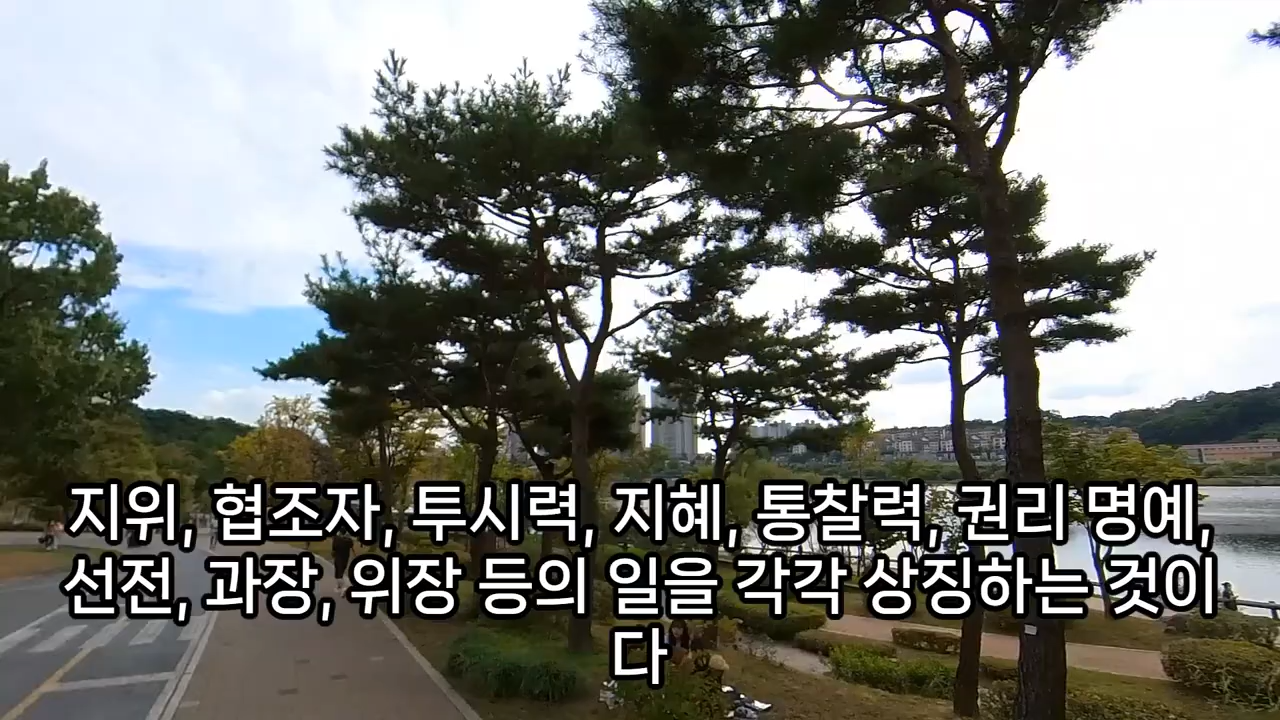 지위, 협조자, 투시력, 지혜, 통찰력, 권리 명예,
선전, 과장, 위장 등의 일을 각각 상징하는 것이
다